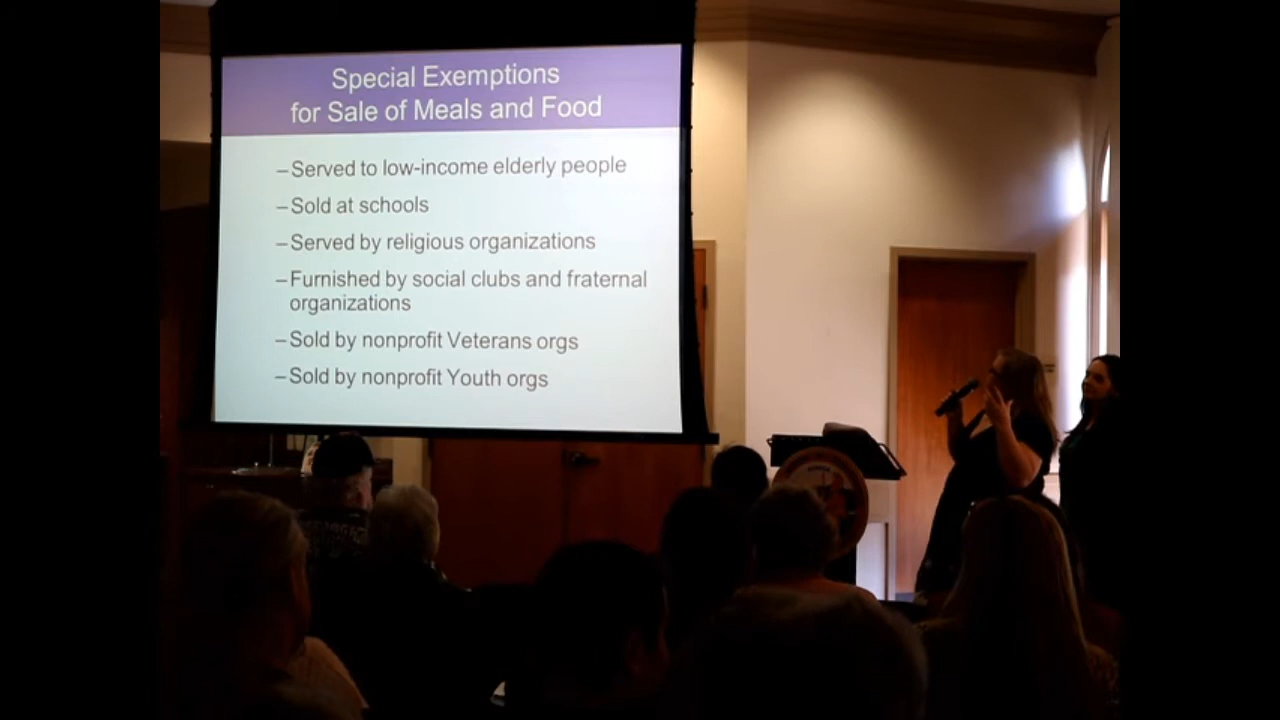 Special Exemptions
for Sale of Meals and Food
–Served to low-income elderly people
–Sold at schools
–Served by religious organizations
–Furnished by social clubs and fraternal
organizations
–Sold by nonprofit Veterans orgs
–Sold by nonprofit Youth orgs